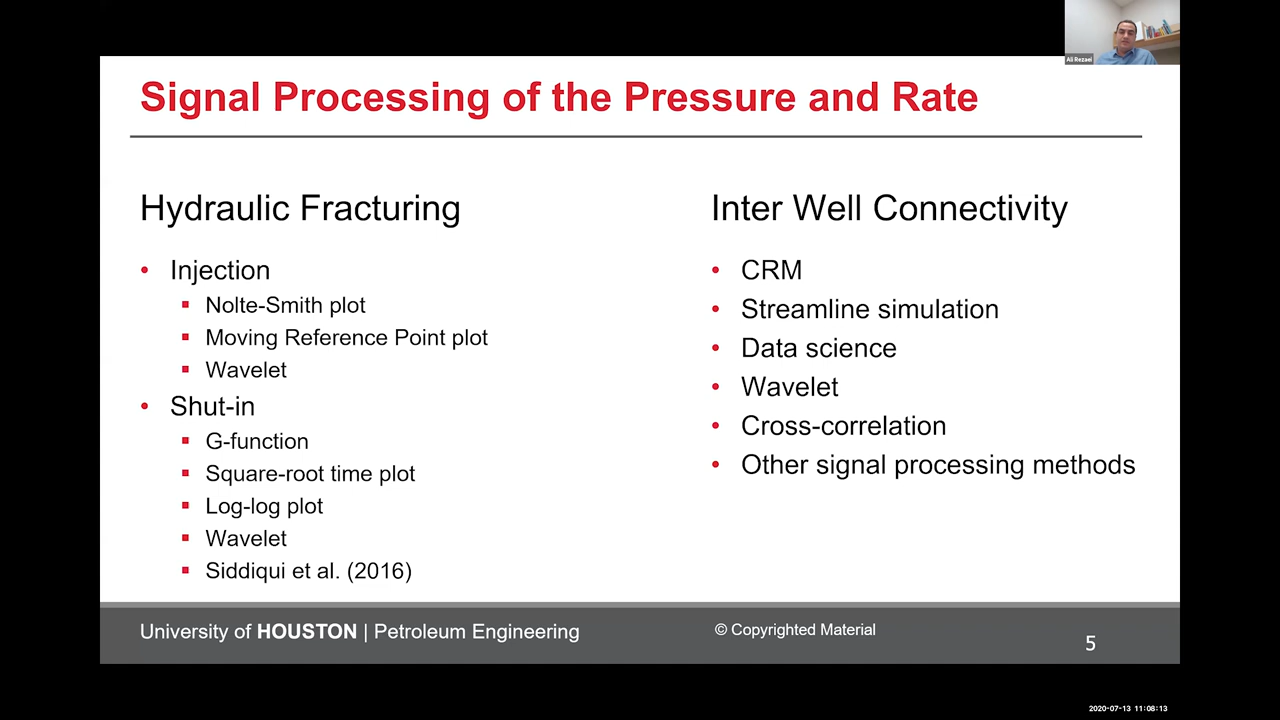 Ali Rezaei
Signal Processing of the Pressure and Rate
Hydraulic Fracturing
• Injection
▪ Nolte-Smith plot
▪ Moving Reference Point plot
▪ Wavelet
• Shut-in
▪ G-function
▪ Square-root time plot
▪ Log-log plot
▪ Wavelet
▪ Siddiqui et al. (2016)
Inter Well Connectivity
• CRM
• Streamline simulation
• Data science
• Wavelet
• Cross-correlation
• Other signal processing methods
University of HOUSTON | Petroleum Engineering
© Copyrighted Material
5
2020-07-13 11:08:13